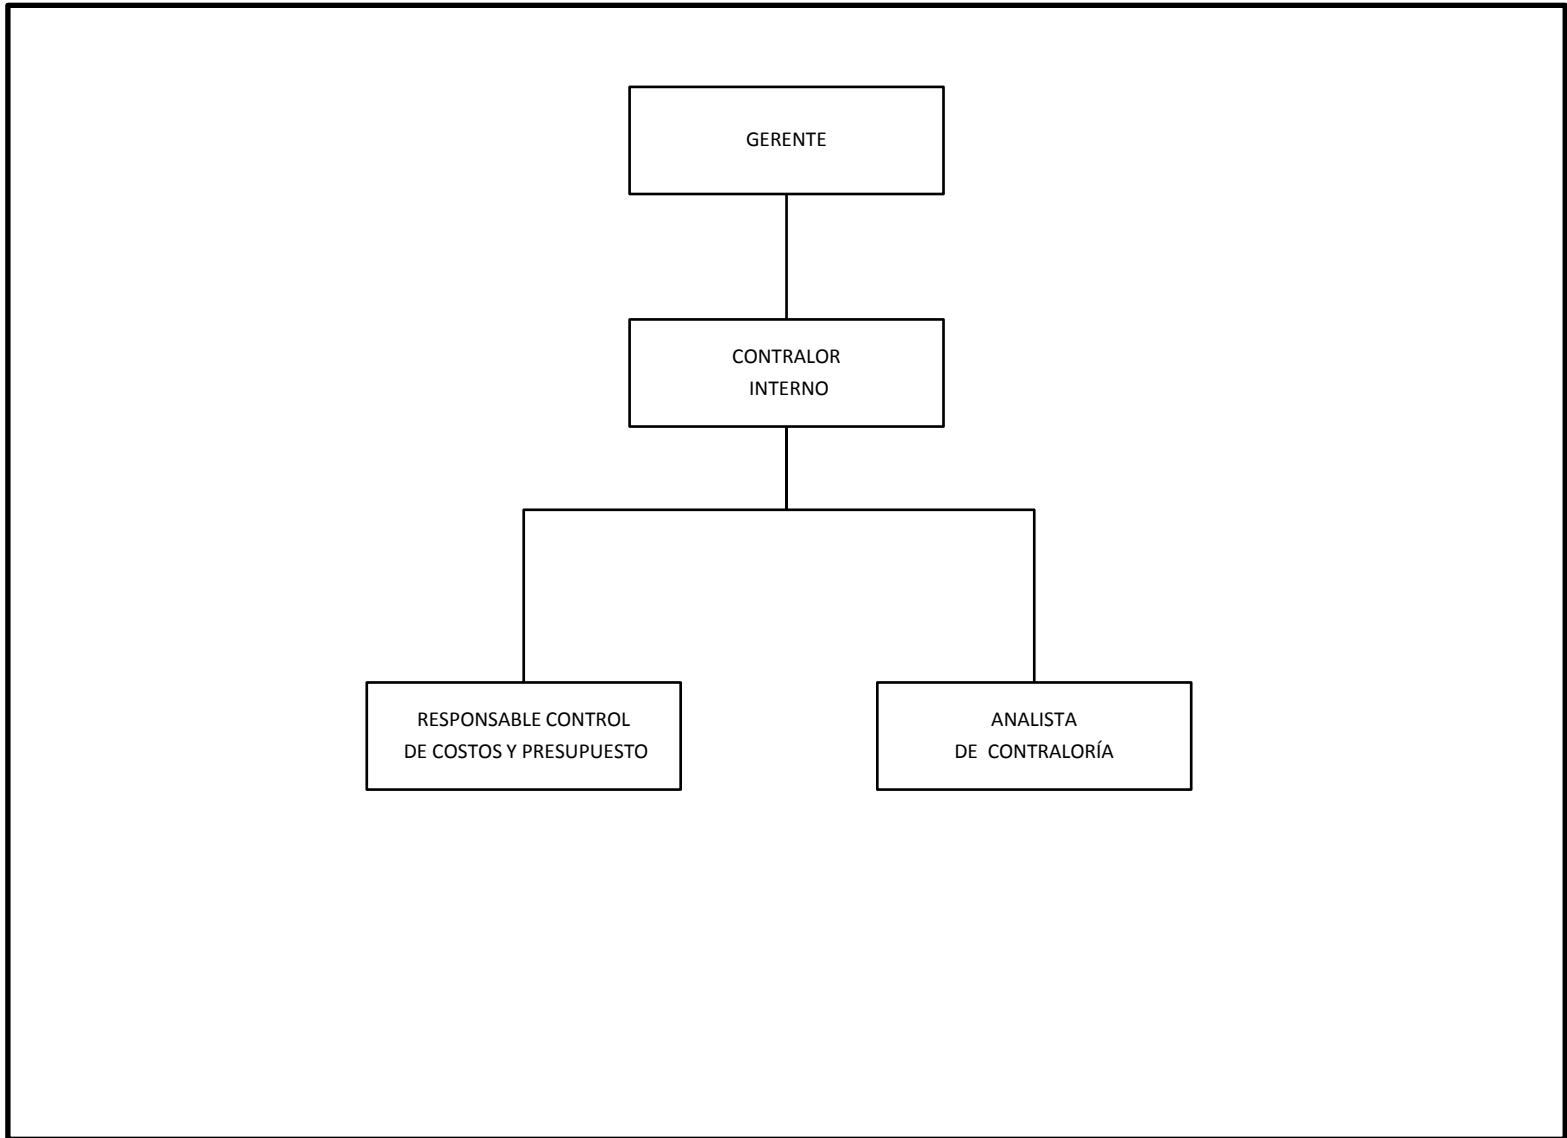 GERENTE
CONTRALOR
INTERNO
RESPONSABLE CONTROL
DE COSTOS Y PRESUPUESTO
ANALISTA
DE  CONTRALORÍA